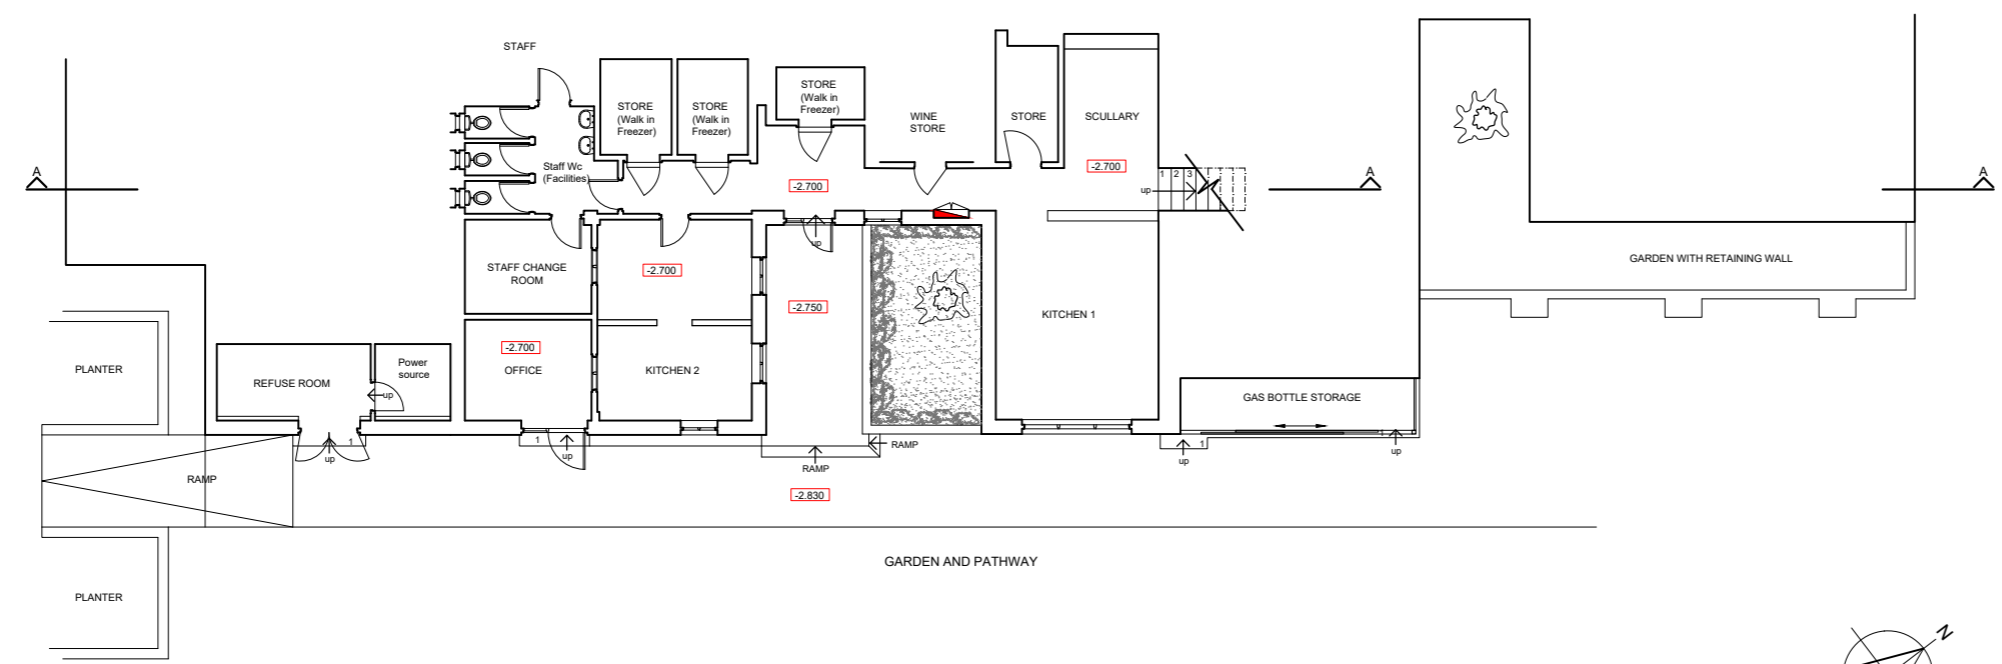 STAFF
STORE
(Walk in
Freezer)
STORE
(Walk in
Freezer)
STORE
(Walk in
Freezer)
WINE
STORE
STORE
SCULLARY
Staff Wc
(Facilities)
-2.700
-2.700
A
up
1 2 3
A
A
up
STAFF CHANGE
ROOM
-2.700
-2.750
KITCHEN 1
GARDEN WITH RETAINING WALL
PLANTER
REFUSE ROOM
Power
source
up
-2.700
OFFICE
KITCHEN 2
GAS BOTTLE STORAGE
1
up
1
up
RAMP
RAMP
1
up
1
up
RAMP
-2.830
GARDEN AND PATHWAY
PLANTER
N